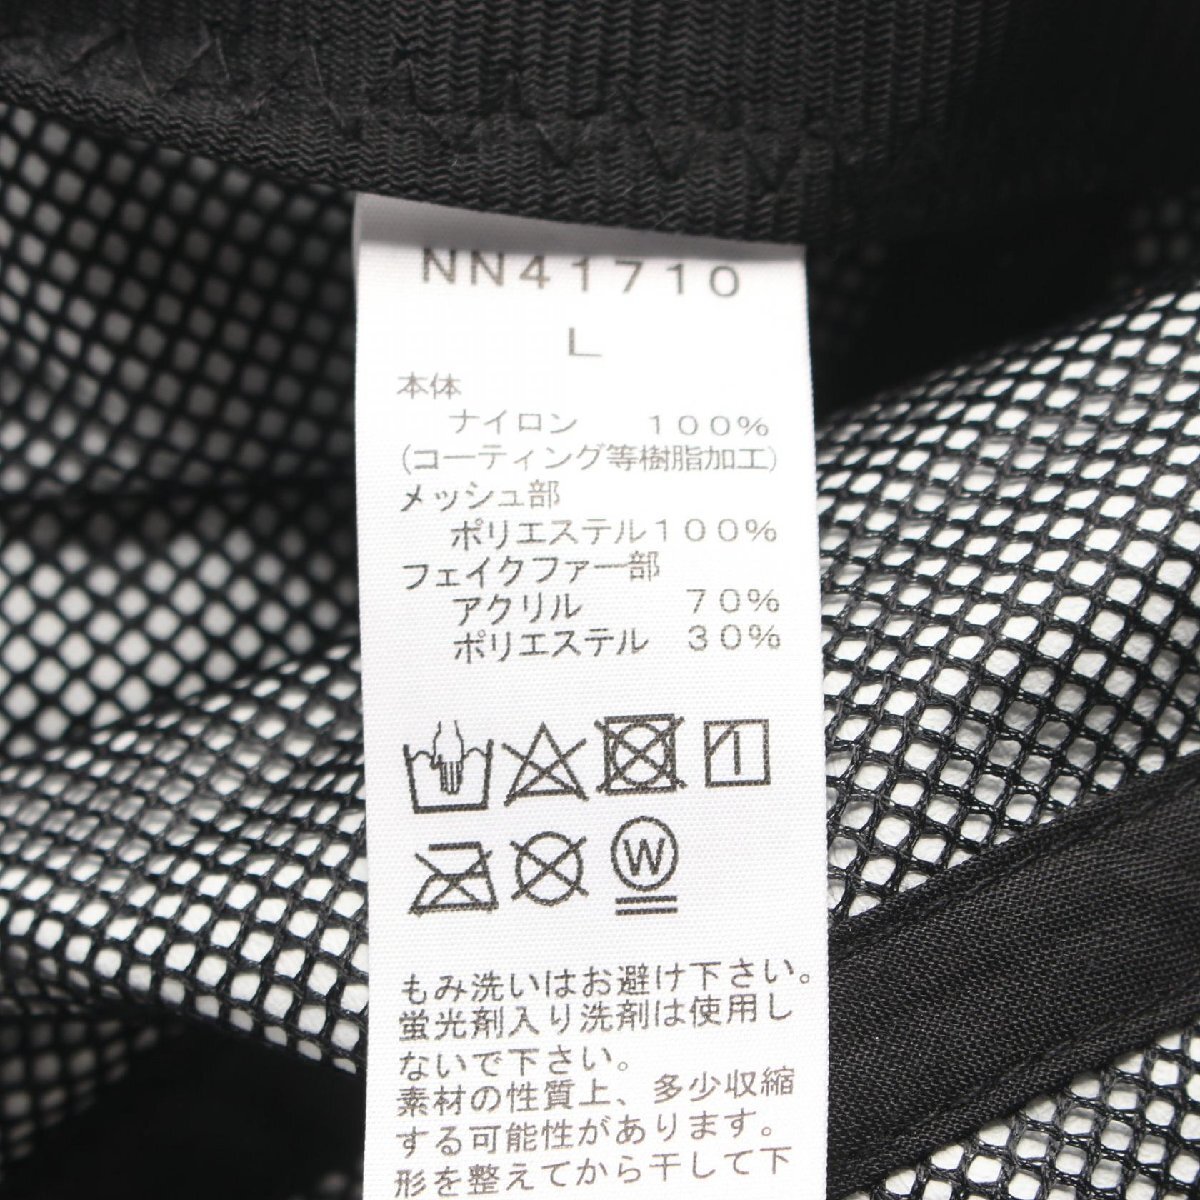 NN41710
L
本体
ナイロン 100%
(コーティング等樹脂加工)
メッシュ部
ポリエステル100%
フェイクファー部
アクリル 70%
ポリエステル 30%
W
もみ洗いはお避け下さい。
蛍光剤入り洗剤は使用し
ないで下さい。
素材の性質上、多少収縮
する可能性があります。
形を整えてから干して下